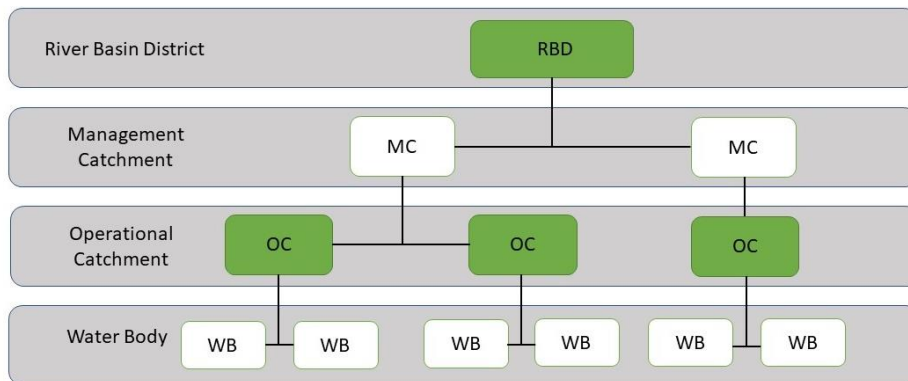 River Basin District
RBD
Management
Catchment
MC
MC
Operational
Catchment
OC
OC
OC
Water Body
WB
WB
WB
WB
WB
WB